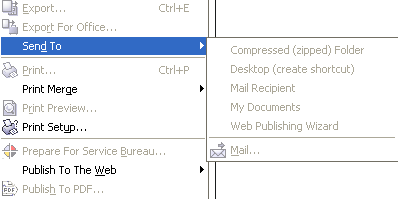 Export... Ctrl+E
Export For Office...
Send To
Print... Ctrl+P
Print Merge
Print Preview...
Print Setup...
Prepare For Service Bureau...
Publish To The Web
Publish To PDF...
Compressed (zipped) Folder
Desktop (create shortcut)
Mail Recipient
My Documents
Web Publishing Wizard
Mail...